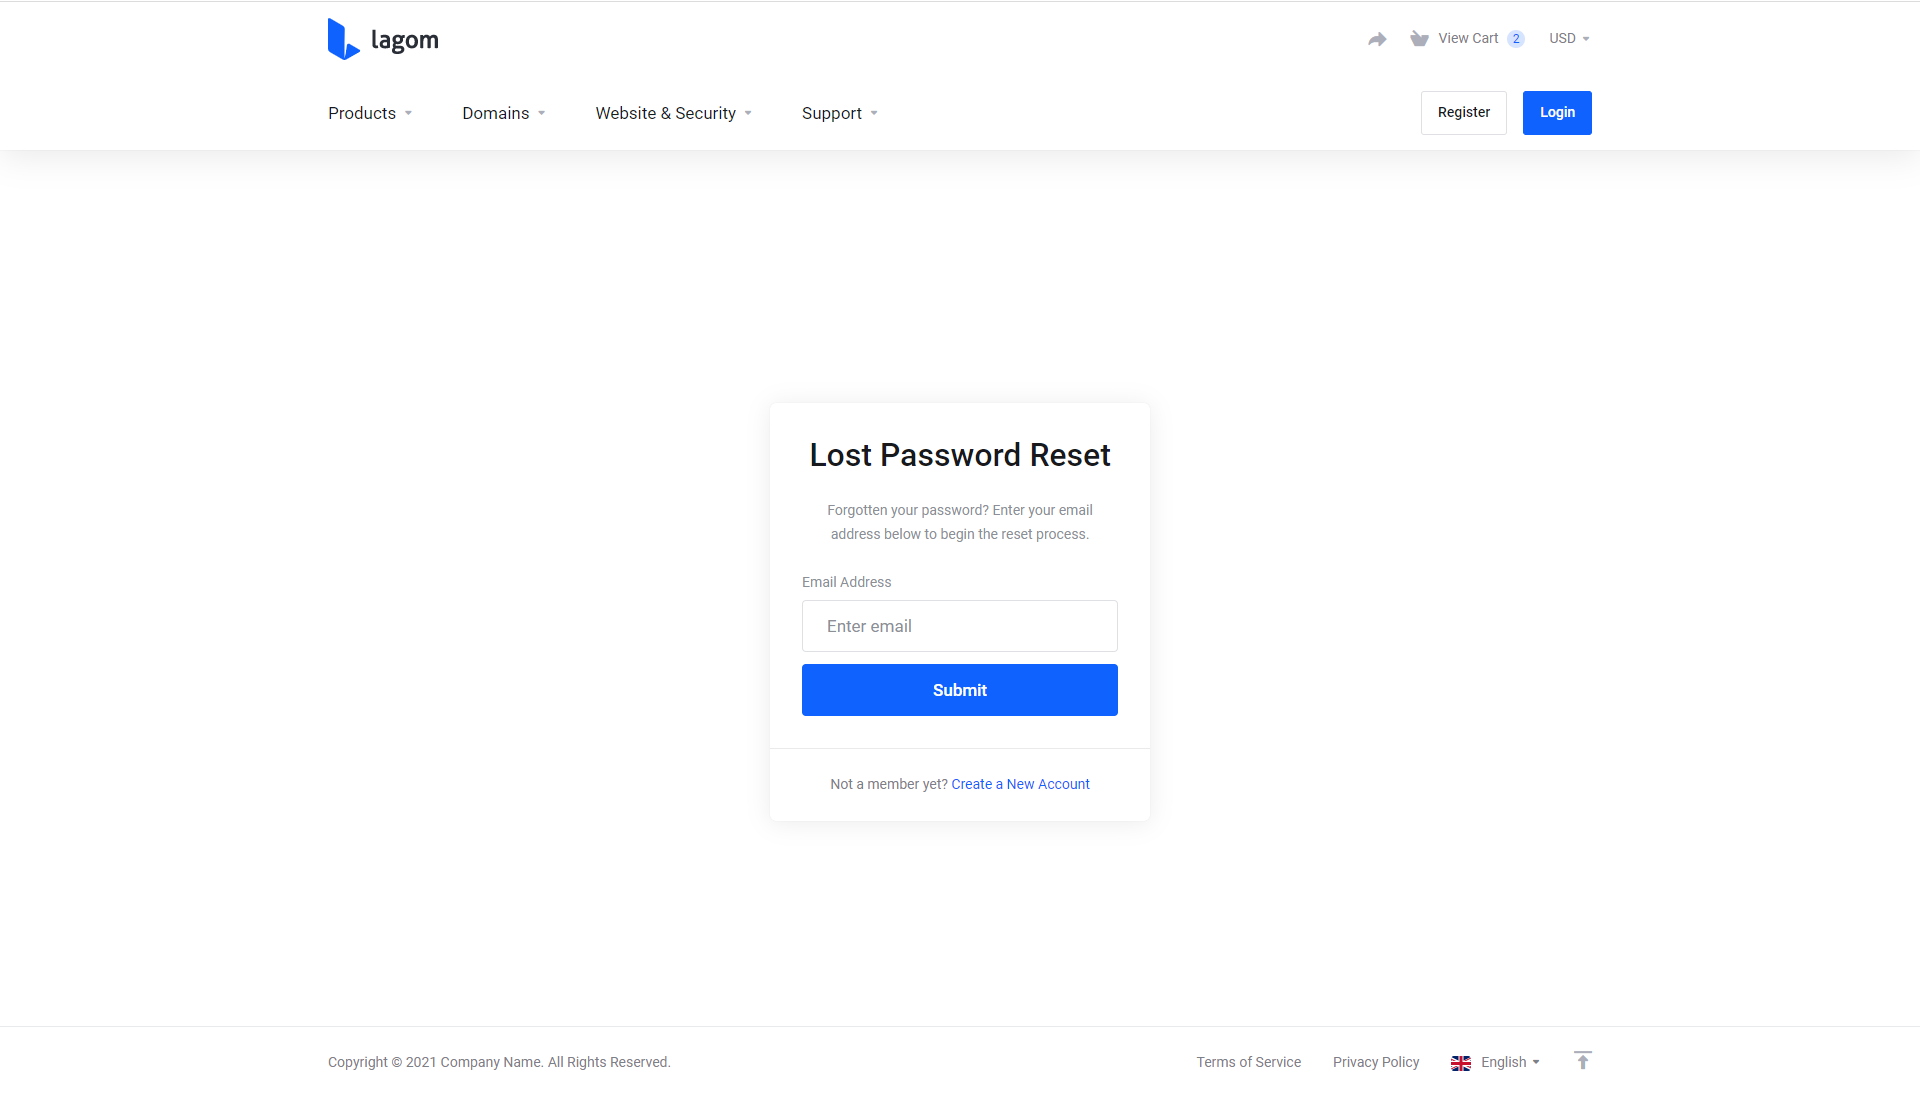 lagom
View Cart 2
USD
Products
Domains
Website & Security
Support
Register
Login
Lost Password Reset
Forgotten your password? Enter your email
address below to begin the reset process.
Email Address
Enter email
Submit
Not a member yet? Create a New Account
Copyright © 2021 Company Name. All Rights Reserved.
Terms of Service
Privacy Policy
English